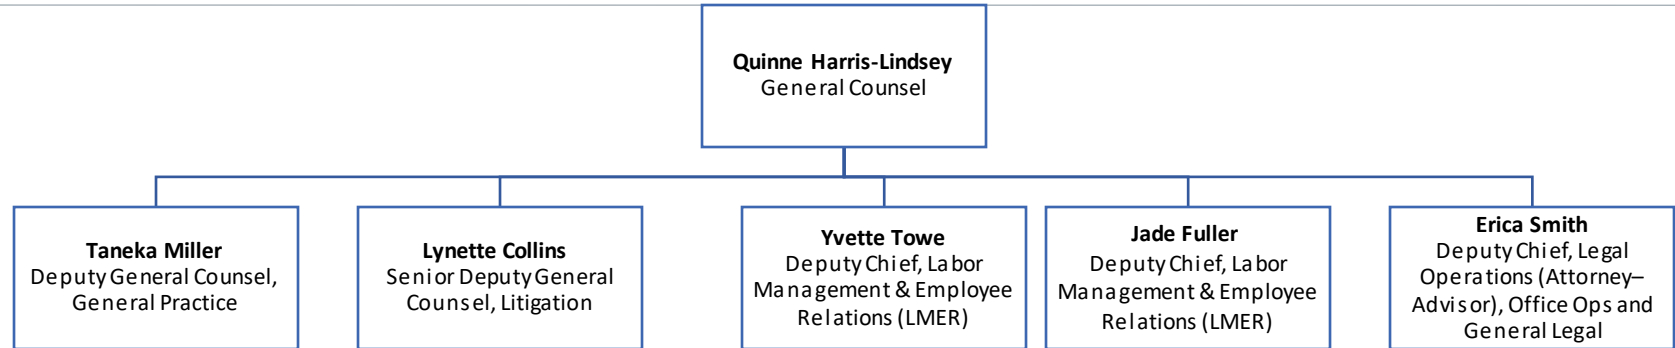 Quinne Harris-Lindsey
General Counsel
Taneka Miller
Deputy General Counsel,
General Practice
Lynette Collins
Senior Deputy General
Counsel, Litigation
Yvette Towe
Deputy Chief, Labor
Management & Employee
Relations (LMER)
Jade Fuller
Deputy Chief, Labor
Management & Employee
Relations (LMER)
Erica Smith
Deputy Chief, Legal
Operations (Attorney–
Advisor), Office Ops and
General Legal